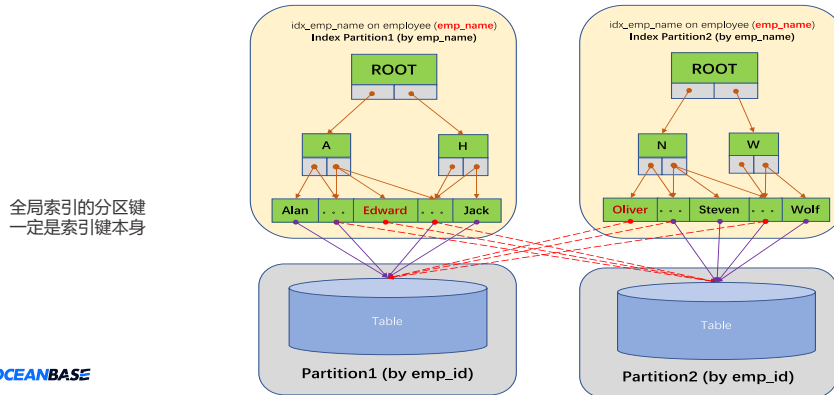 idx_emp_name on employee (emp_name)
Index Partition1 (by emp_name)
ROOT
A
H
Alan
. . .
Edward
. . .
Jack
idx_emp_name on employee (emp_name)
Index Partition2 (by emp_name)
ROOT
N
W
Oliver
. . .
Steven
. . .
Wolf
全局索引的分区键
一定是索引键本身
Table
Partition1 (by emp_id)
Table
Partition2 (by emp_id)
OCEANBASE